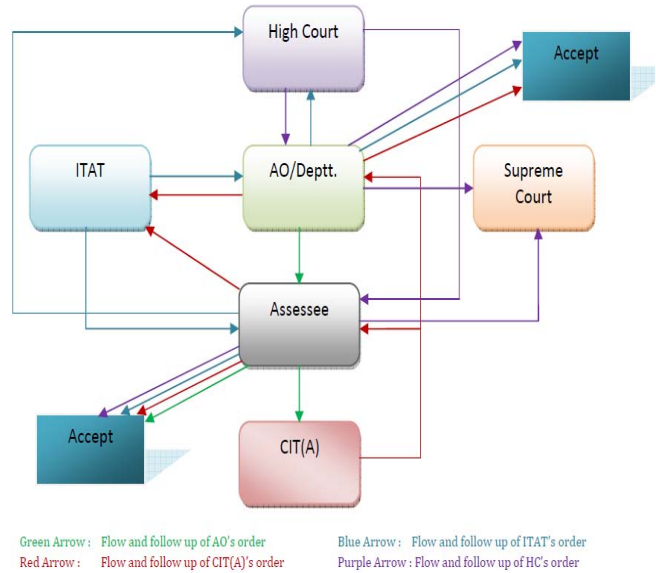 High Court
Accept
ITAT
AO/Deptt.
Supreme
Court
Assessee
Accept
CIT(A)
Green Arrow : Flow and follow up of AO's order
Blue Arrow : Flow and follow up of ITAT's order
Red Arrow : Flow and follow up of CIT(A)'s order
Purple Arrow : Flow and follow up of HC's order